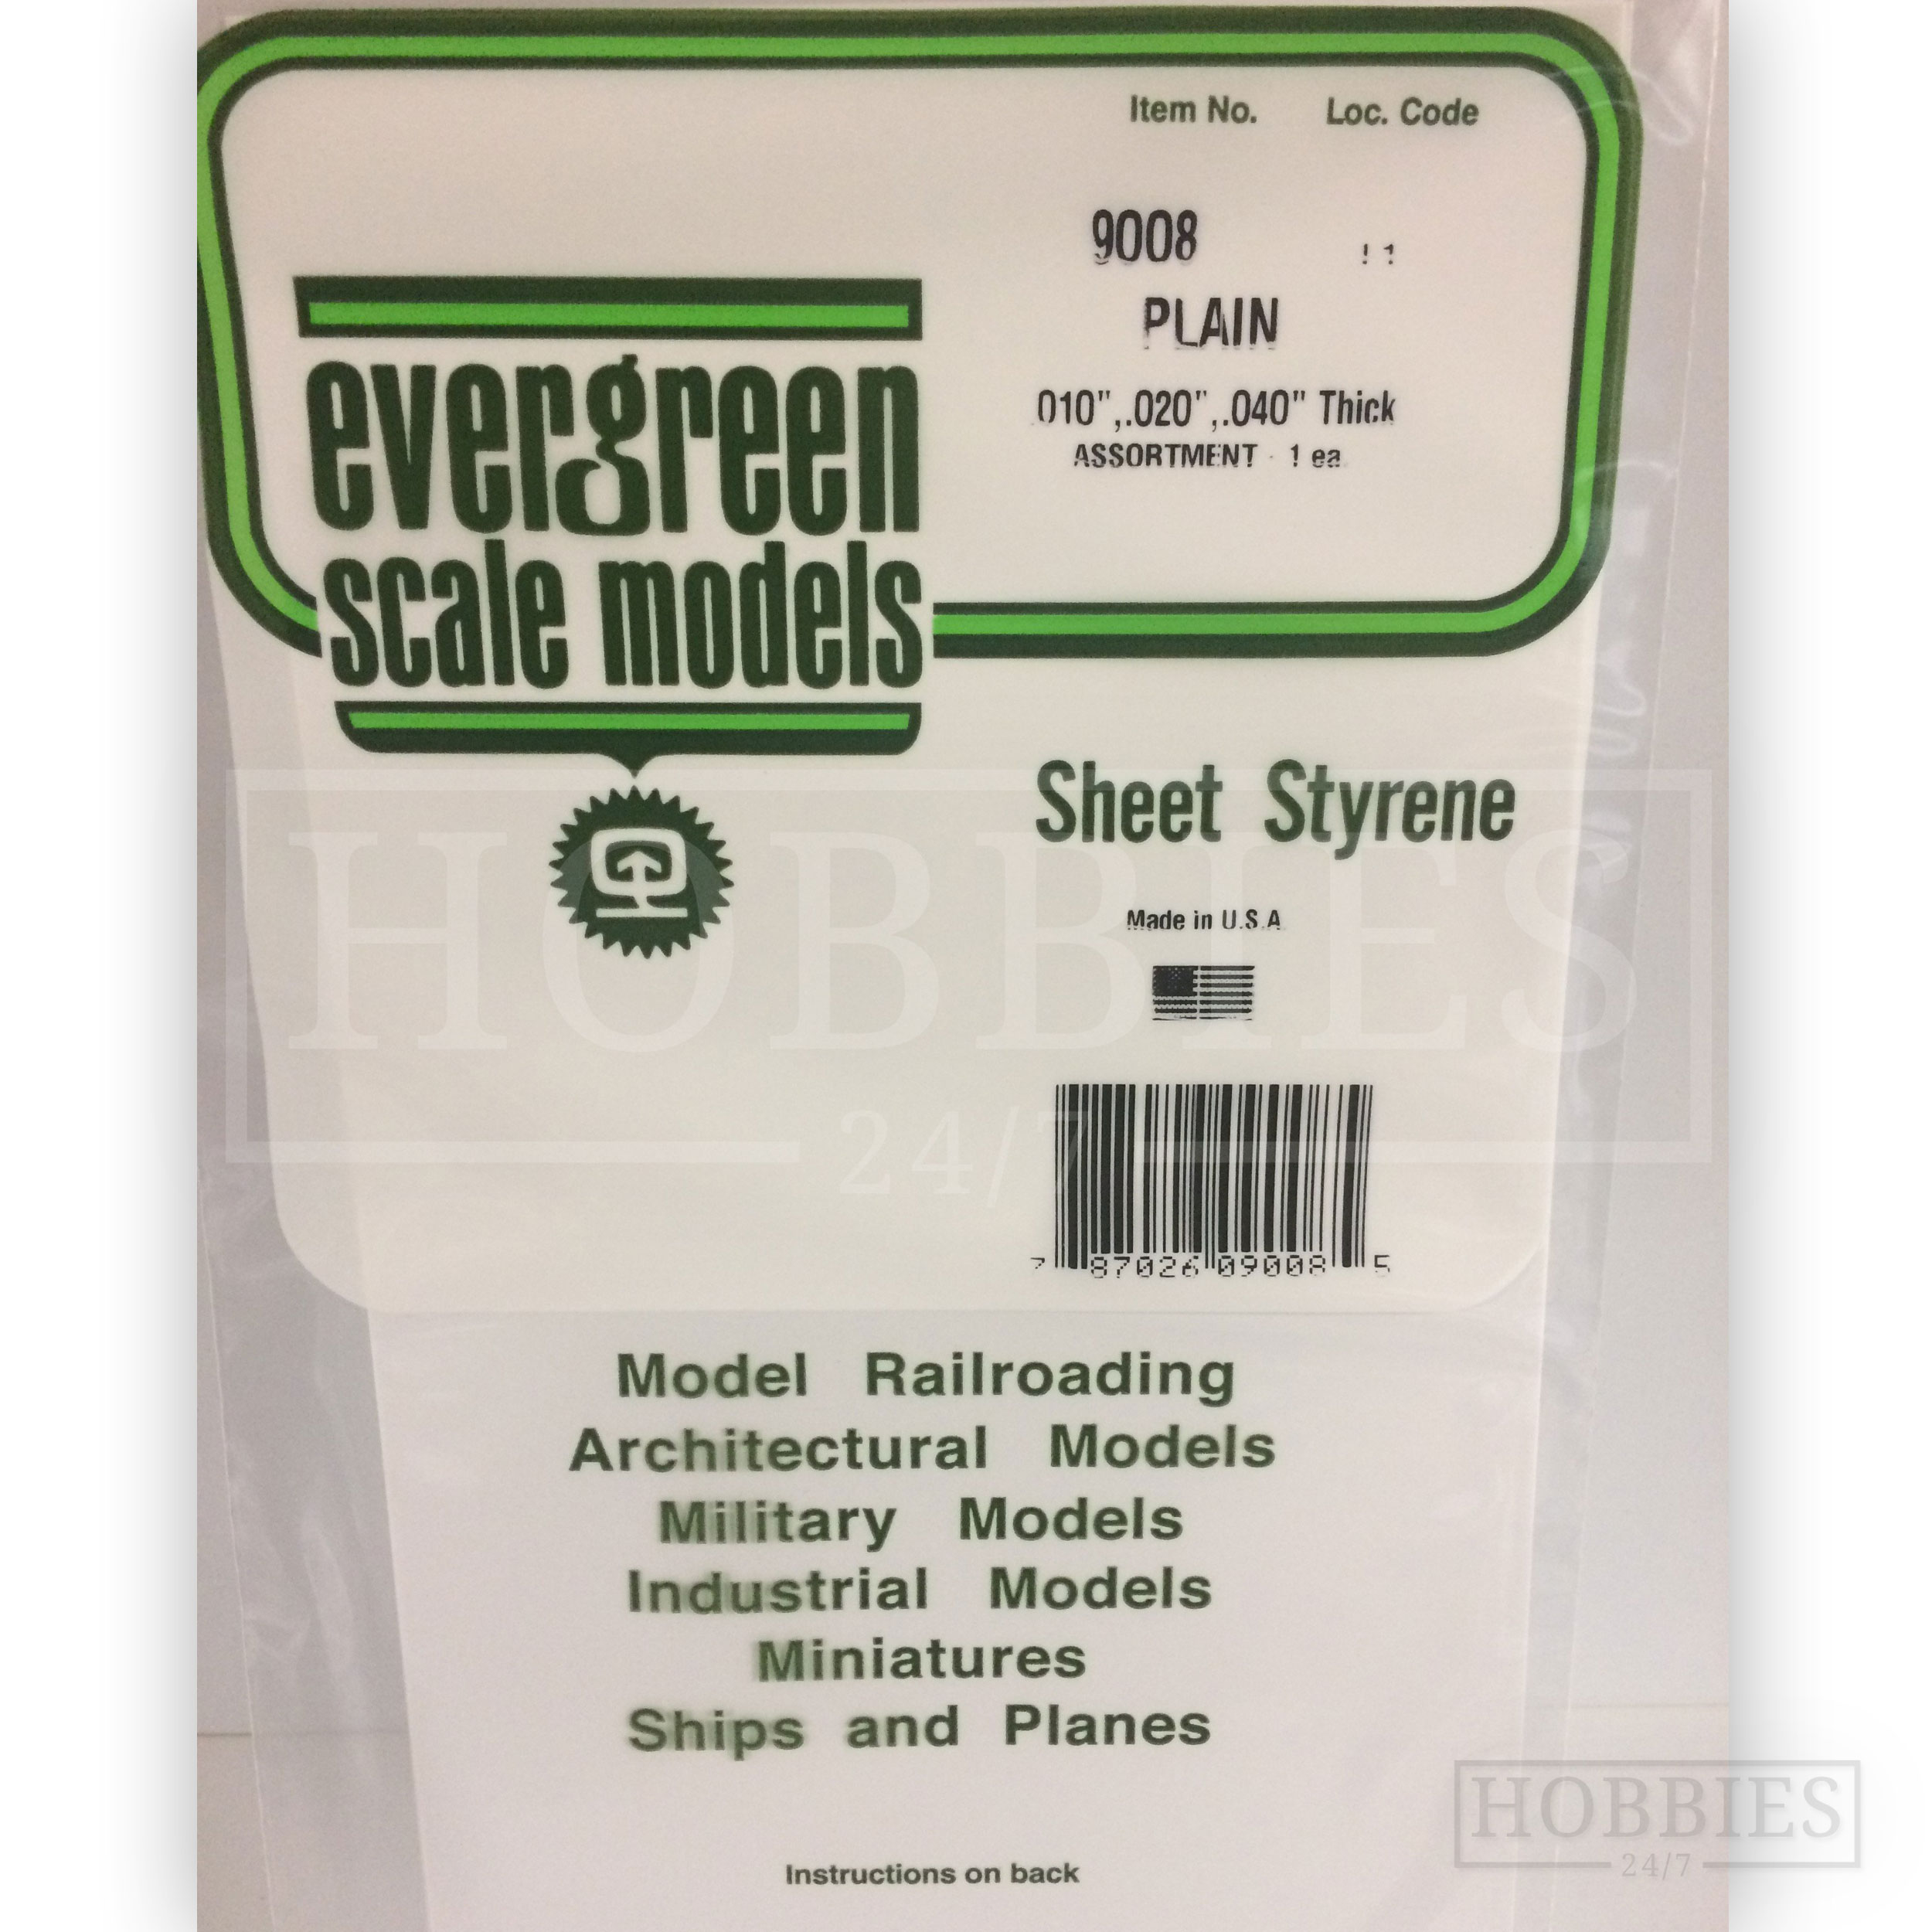 Item No. Loc. Code
9008
PLAIN
.010",.020",.040" Thick
ASSORTMENT - 1 ea.
evergreen
scale models
Sheet Styrene
Made in U.S.A.
HOBBIES
24/7
7 87026 09008 5
Model Railroading
Architectural Models
Military Models
Industrial Models
Miniatures
Ships and Planes
Instructions on back
HOBBIES
24/7